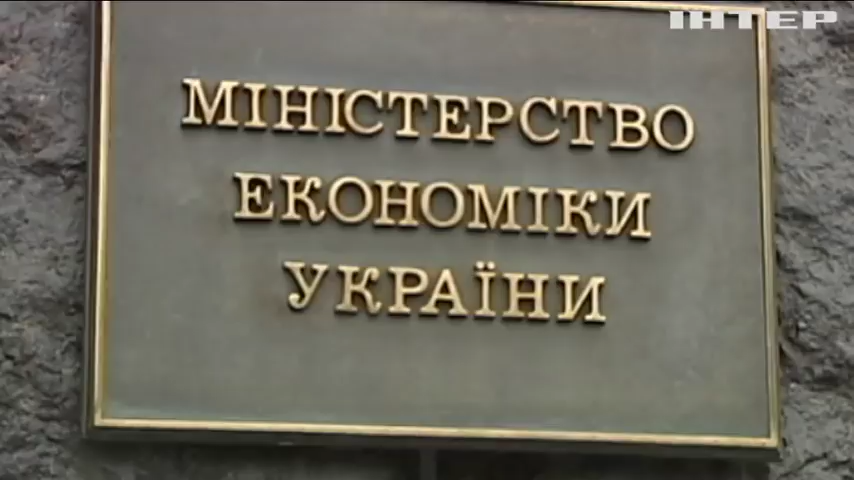 ІНТЕР
МІНІСТЕРСТВО
ЕКОНОМІКИ
УКРАЇНИ